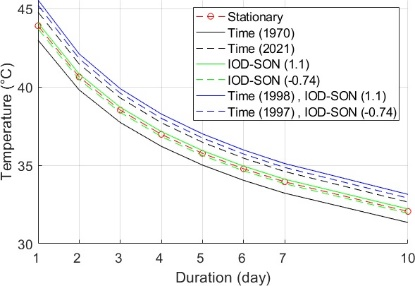 45
40
35
30
Temperature (°C)
Stationary
Time (1970)
Time (2021)
IOD-SON (1.1)
IOD-SON (-0.74)
Time (1998) , IOD-SON (1.1)
Time (1997) , IOD-SON (-0.74)
1 2 3 4 5 6 7 10
Duration (day)